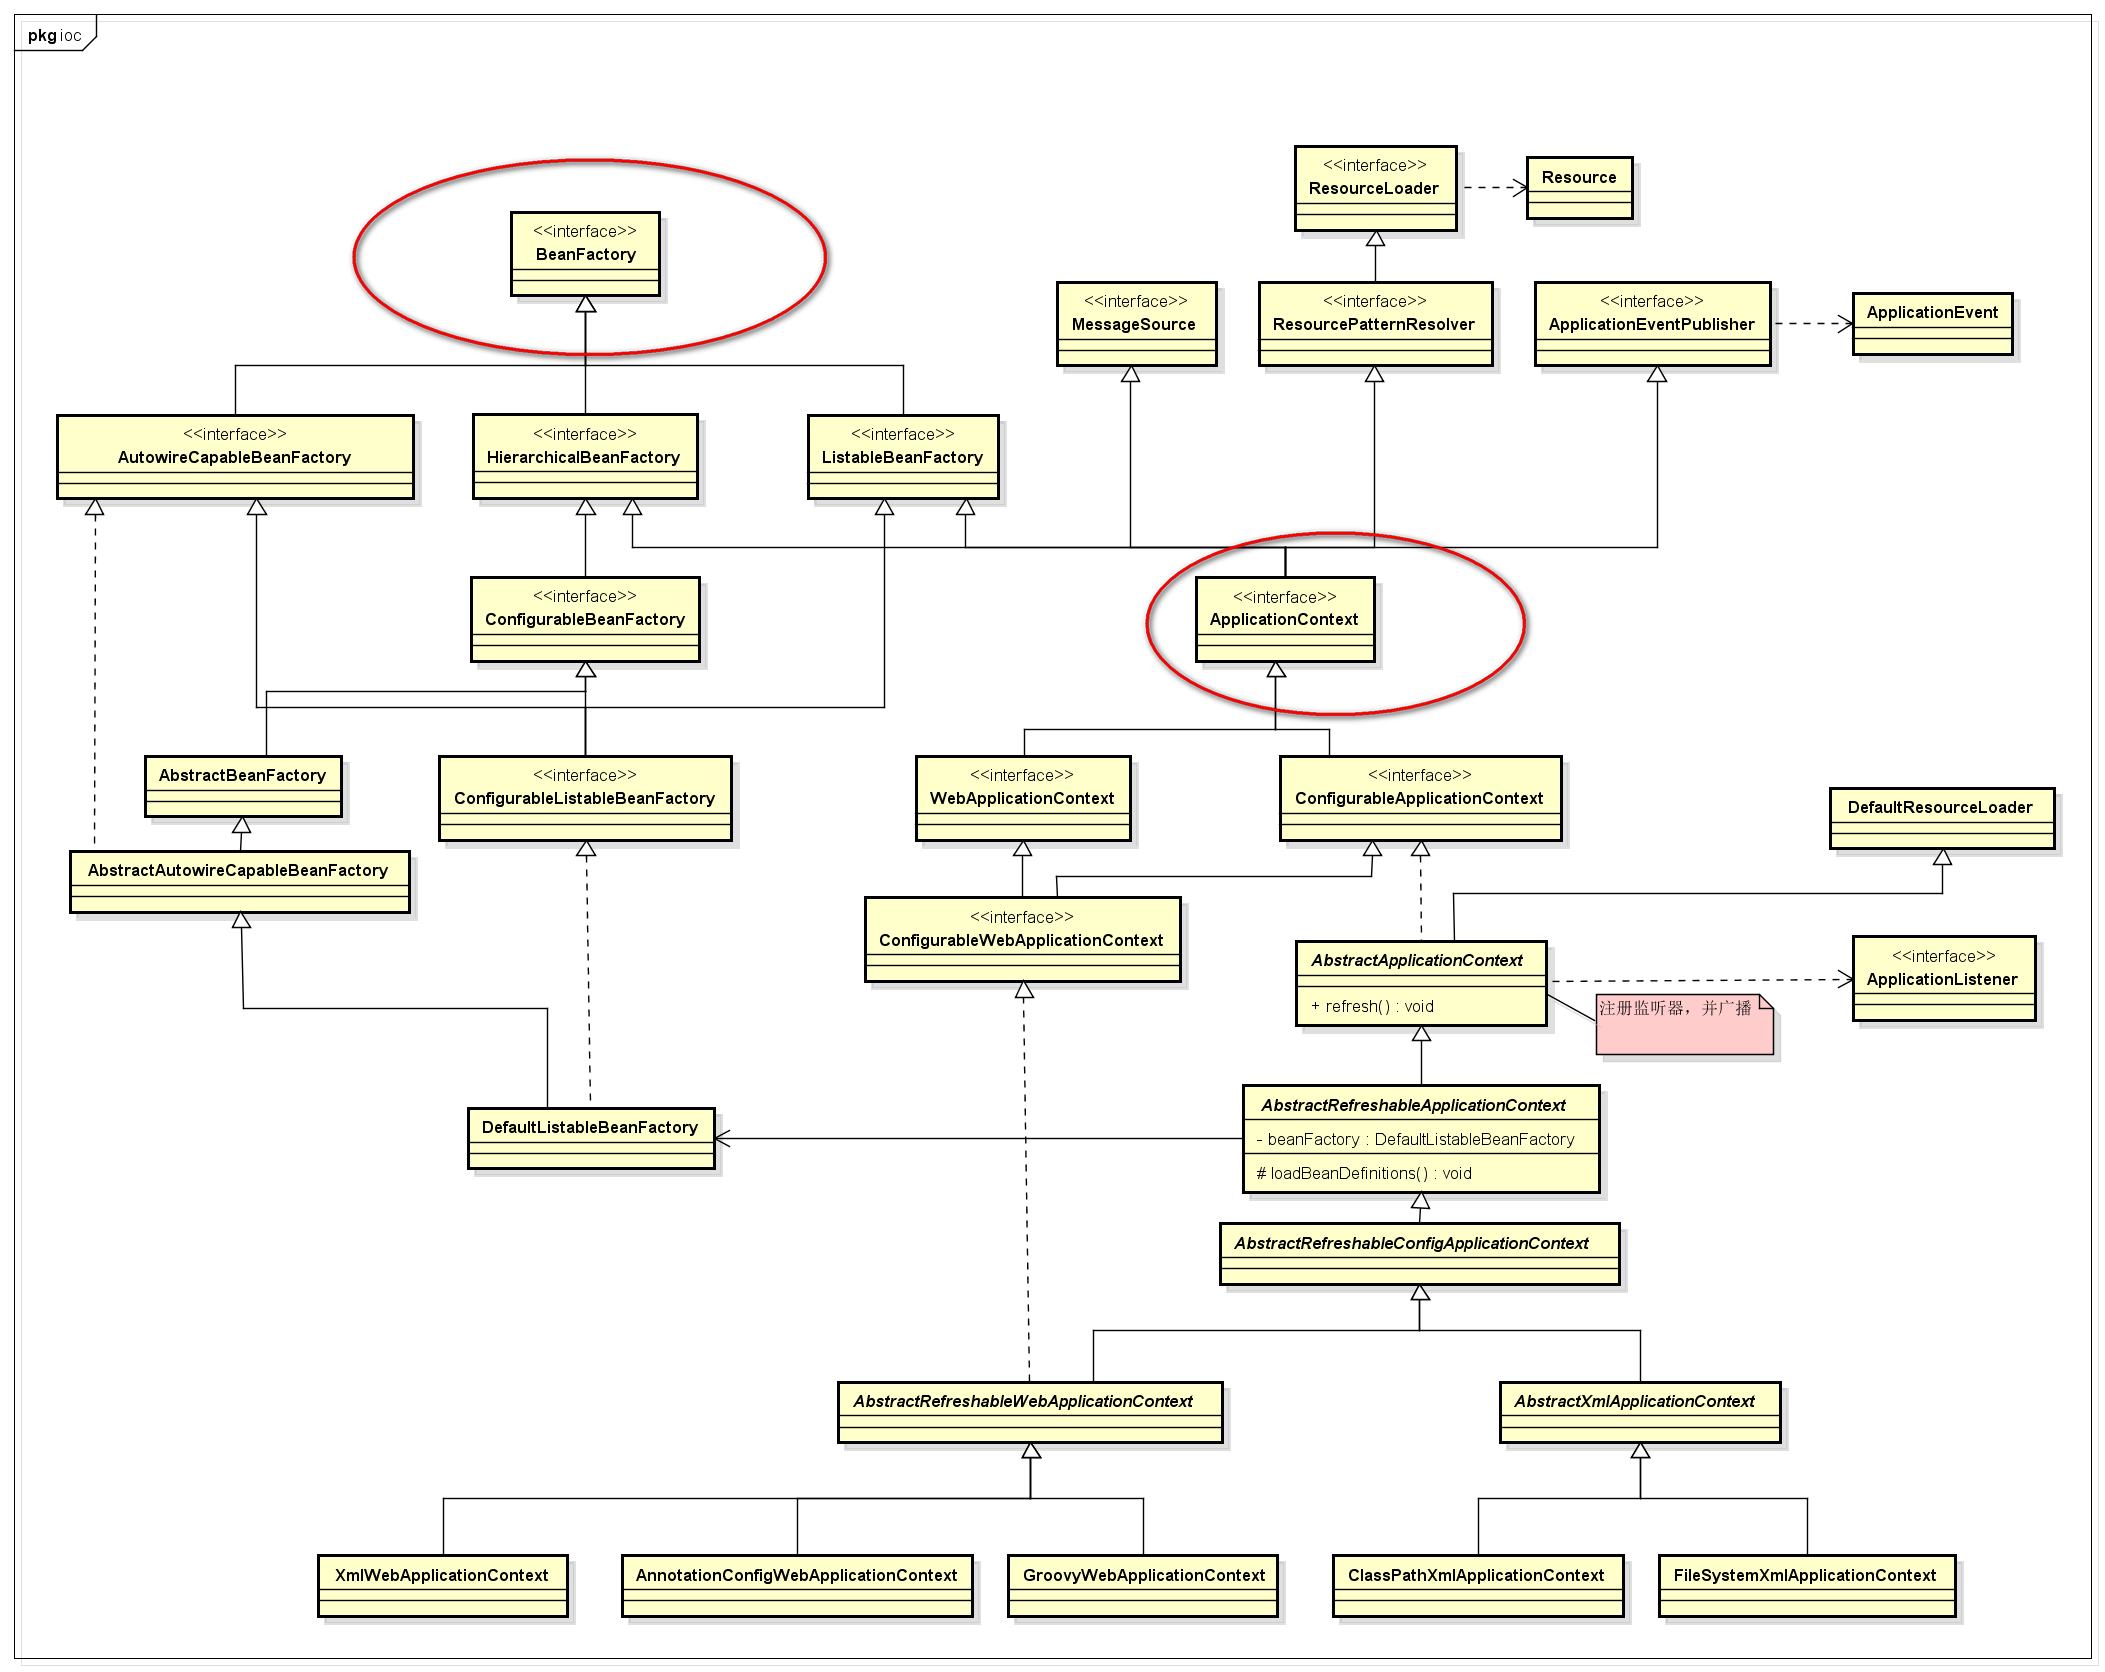 pkg ioc
<<interface>>
ResourceLoader
Resource
<<interface>>
BeanFactory
<<interface>>
MessageSource
<<interface>>
ResourcePatternResolver
<<interface>>
ApplicationEventPublisher
ApplicationEvent
<<interface>>
AutowireCapableBeanFactory
<<interface>>
HierarchicalBeanFactory
<<interface>>
ListableBeanFactory
<<interface>>
ConfigurableBeanFactory
<<interface>>
ApplicationContext
AbstractBeanFactory
<<interface>>
ConfigurableListableBeanFactory
<<interface>>
WebApplicationContext
<<interface>>
ConfigurableApplicationContext
DefaultResourceLoader
AbstractAutowireCapableBeanFactory
<<interface>>
ConfigurableWebApplicationContext
AbstractApplicationContext
+ refresh() : void
<<interface>>
ApplicationListener
注册监听器，并广播
DefaultListableBeanFactory
AbstractRefreshableApplicationContext
- beanFactory : DefaultListableBeanFactory
# loadBeanDefinitions() : void
AbstractRefreshableConfigApplicationContext
AbstractRefreshableWebApplicationContext
AbstractXmlApplicationContext
XmlWebApplicationContext
AnnotationConfigWebApplicationContext
GroovyWebApplicationContext
ClassPathXmlApplicationContext
FileSystemXmlApplicationContext